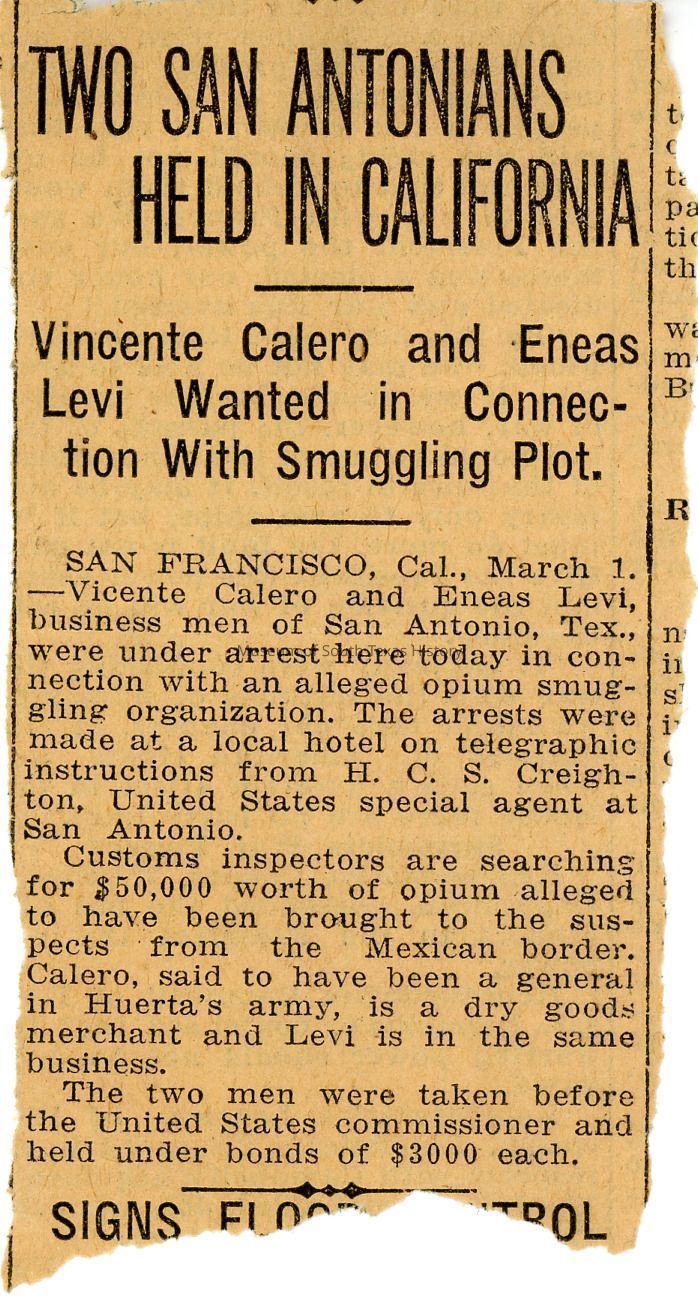 TWO SAN ANTONIANS
HELD IN CALIFORNIA
Vincente Calero and Eneas
Levi Wanted in Connec-
tion With Smuggling Plot.
SAN FRANCISCO, Cal., March 1.
—Vicente Calero and Eneas Levi,
business men of San Antonio, Tex.,
were under arrest here today in con-
nection with an alleged opium smug-
gling organization. The arrests were
made at a local hotel on telegraphic
instructions from H. C. S. Creigh-
ton, United States special agent at
San Antonio.
Customs inspectors are searching
for $50,000 worth of opium alleged
to have been brought to the sus-
pects from the Mexican border.
Calero, said to have been a general
in Huerta's army, is a dry goods
merchant and Levi is in the same
business.
The two men were taken before
the United States commissioner and
held under bonds of $3000 each.
SIGNS
Museum of South Texas History